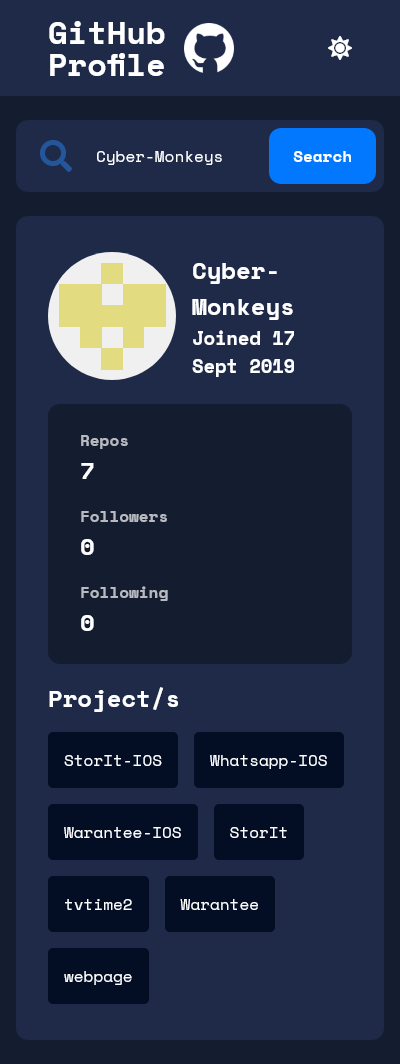 GitHub
Profile
Cyber-Monkeys
Search
Cyber-
Monkeys
Joined 17
Sept 2019
Repos
7
Followers
0
Following
0
Project/s
StorIt-IOS
Whatsapp-IOS
Warantee-IOS
StorIt
tvtime2
Warantee
webpage